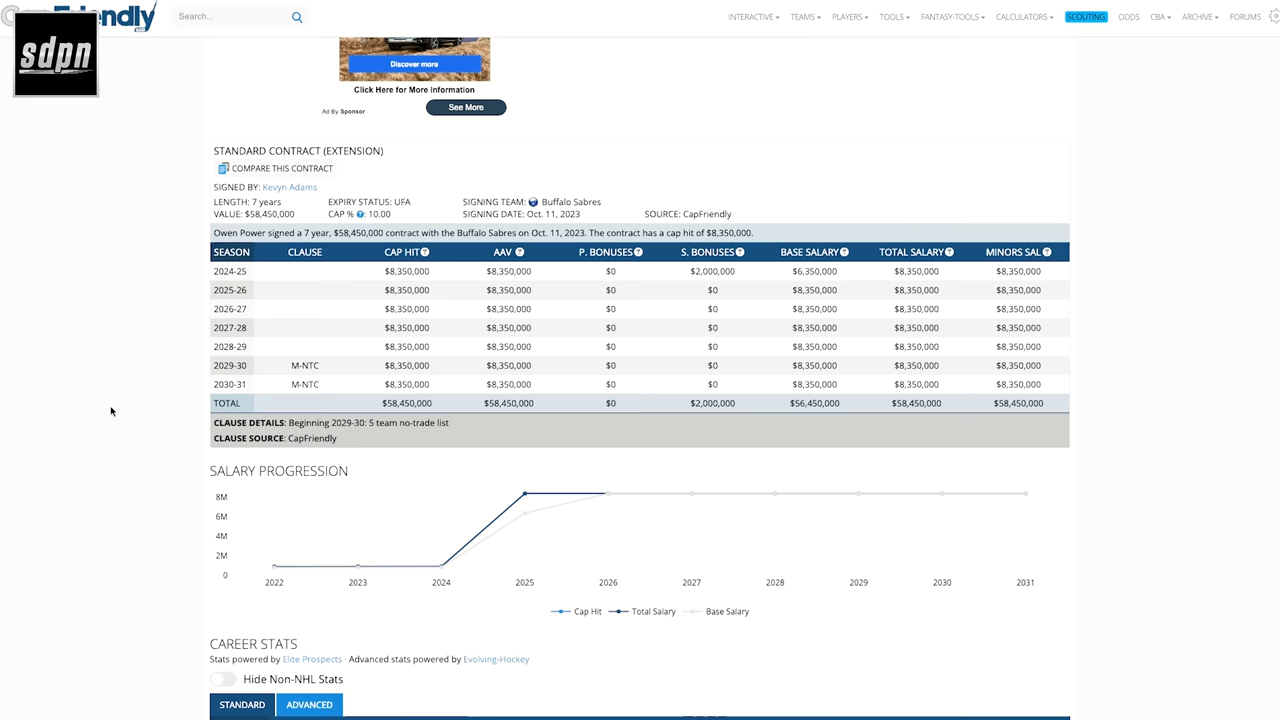 Friendly
Search...
INTERACTIVE TEAMS PLAYERS TOOLS FANTASY-TOOLS CALCULATORS SCOUTING ODDS CBA ARCHIVE FORUMS
sdpn
Discover more
Click Here for More Information
Ad By Sponsor
See More
STANDARD CONTRACT (EXTENSION)
COMPARE THIS CONTRACT
SIGNED BY: Kevyn Adams
LENGTH: 7 years EXPIRY STATUS: UFA SIGNING TEAM: Buffalo Sabres
VALUE: $58,450,000 CAP % ?: 10.00 SIGNING DATE: Oct. 11, 2023 SOURCE: CapFriendly
Owen Power signed a 7 year, $58,450,000 contract with the Buffalo Sabres on Oct. 11, 2023. The contract has a cap hit of $8,350,000.
SEASON CLAUSE CAP HIT ? AAV ? P. BONUSES ? S. BONUSES ? BASE SALARY ? TOTAL SALARY ? MINORS SAL ?
2024-25 $8,350,000 $8,350,000 $0 $2,000,000 $6,350,000 $8,350,000 $8,350,000
2025-26 $8,350,000 $8,350,000 $0 $0 $8,350,000 $8,350,000 $8,350,000
2026-27 $8,350,000 $8,350,000 $0 $0 $8,350,000 $8,350,000 $8,350,000
2027-28 $8,350,000 $8,350,000 $0 $0 $8,350,000 $8,350,000 $8,350,000
2028-29 $8,350,000 $8,350,000 $0 $0 $8,350,000 $8,350,000 $8,350,000
2029-30 M-NTC $8,350,000 $8,350,000 $0 $0 $8,350,000 $8,350,000 $8,350,000
2030-31 M-NTC $8,350,000 $8,350,000 $0 $0 $8,350,000 $8,350,000 $8,350,000
TOTAL $58,450,000 $58,450,000 $0 $2,000,000 $56,450,000 $58,450,000 $58,450,000
CLAUSE DETAILS: Beginning 2029-30: 5 team no-trade list
CLAUSE SOURCE: CapFriendly
SALARY PROGRESSION
8M
6M
4M
2M
0
2022 2023 2024 2025 2026 2027 2028 2029 2030 2031
Cap Hit Total Salary Base Salary
CAREER STATS
Stats powered by Elite Prospects · Advanced stats powered by Evolving-Hockey
Hide Non-NHL Stats
STANDARD ADVANCED